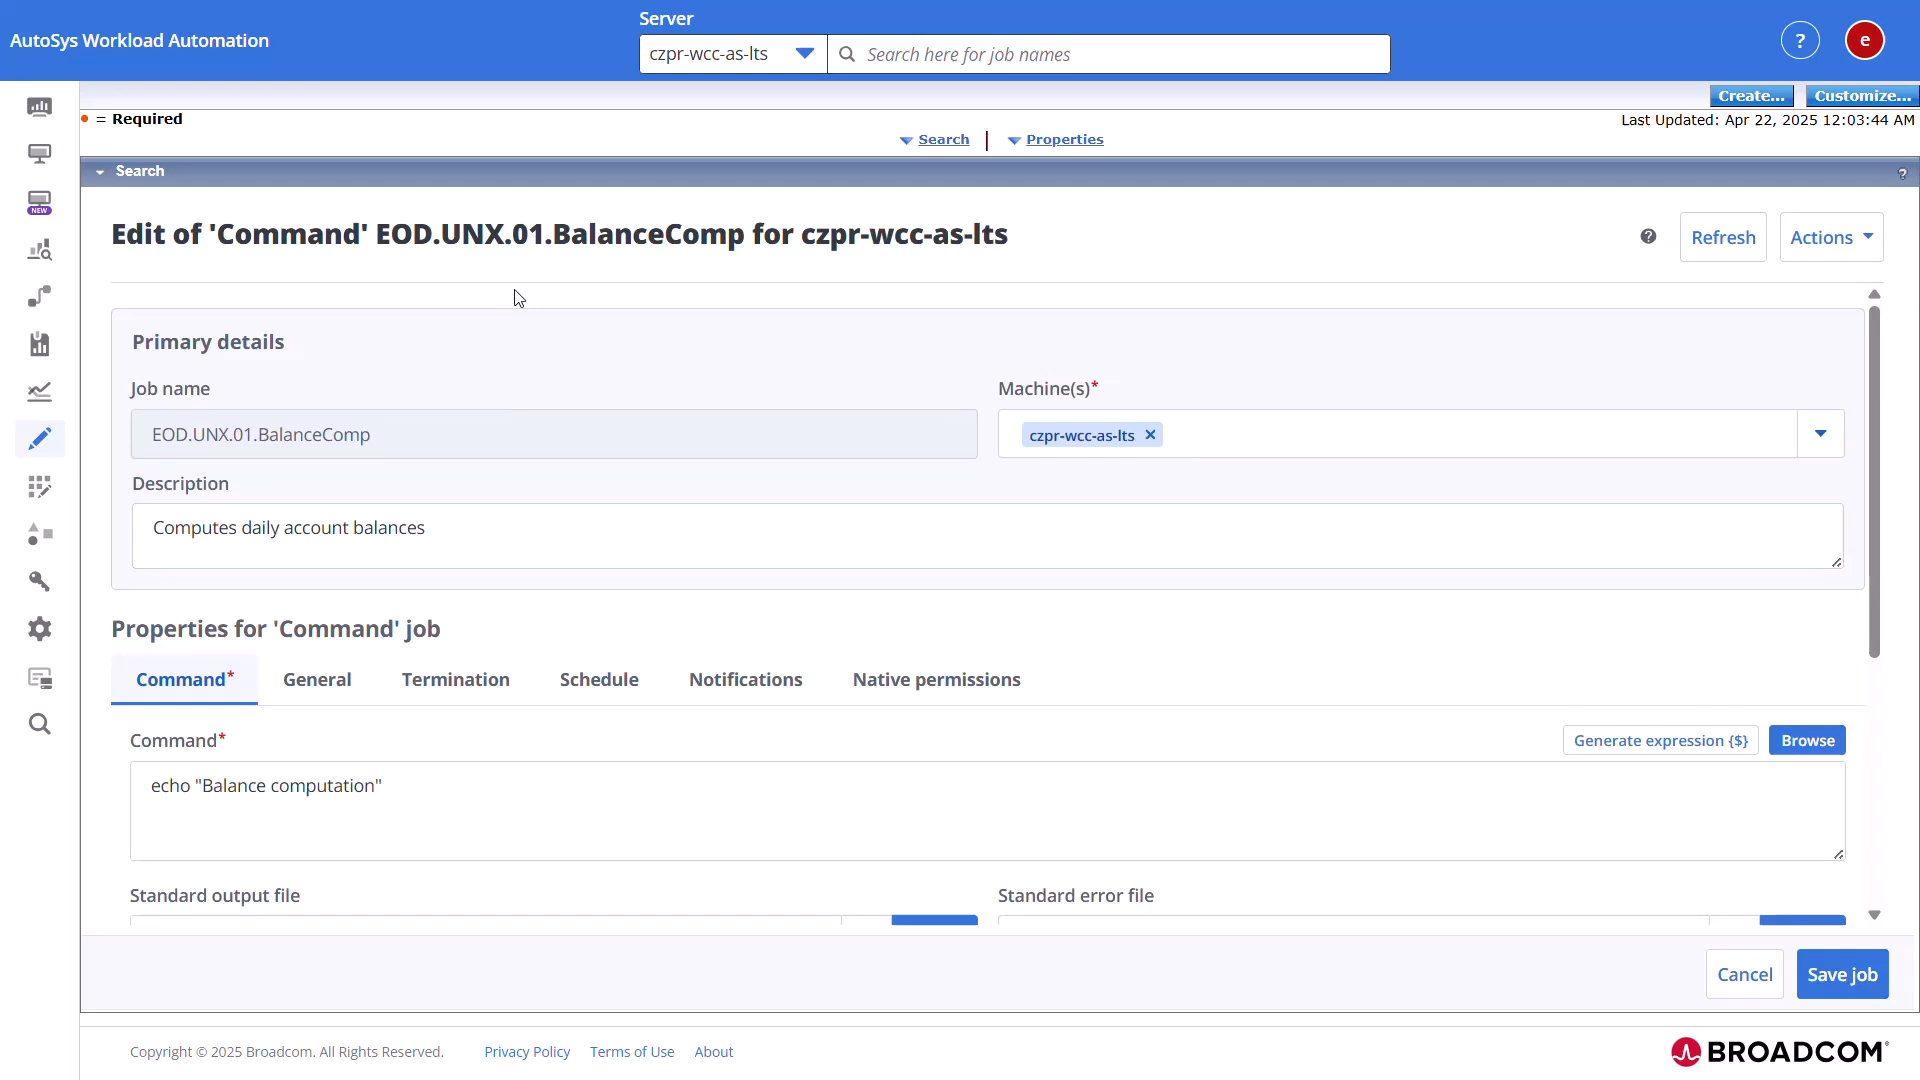 AutoSys Workload Automation
Server
czpr-wcc-as-lts
Search here for job names
?
e
Create...
Customize...
= Required
Last Updated: Apr 22, 2025 12:03:44 AM
Search
Properties
Search
?
NEW
Edit of 'Command' EOD.UNX.01.BalanceComp for czpr-wcc-as-lts
?
Refresh
Actions
Primary details
Job name
Machine(s)*
EOD.UNX.01.BalanceComp
czpr-wcc-as-lts
Description
Computes daily account balances
Properties for 'Command' job
Command*
General
Termination
Schedule
Notifications
Native permissions
Command*
Generate expression {$}
Browse
echo "Balance computation"
Standard output file
Standard error file
Cancel
Save job
Copyright © 2025 Broadcom. All Rights Reserved.
Privacy Policy
Terms of Use
About
BROADCOM®